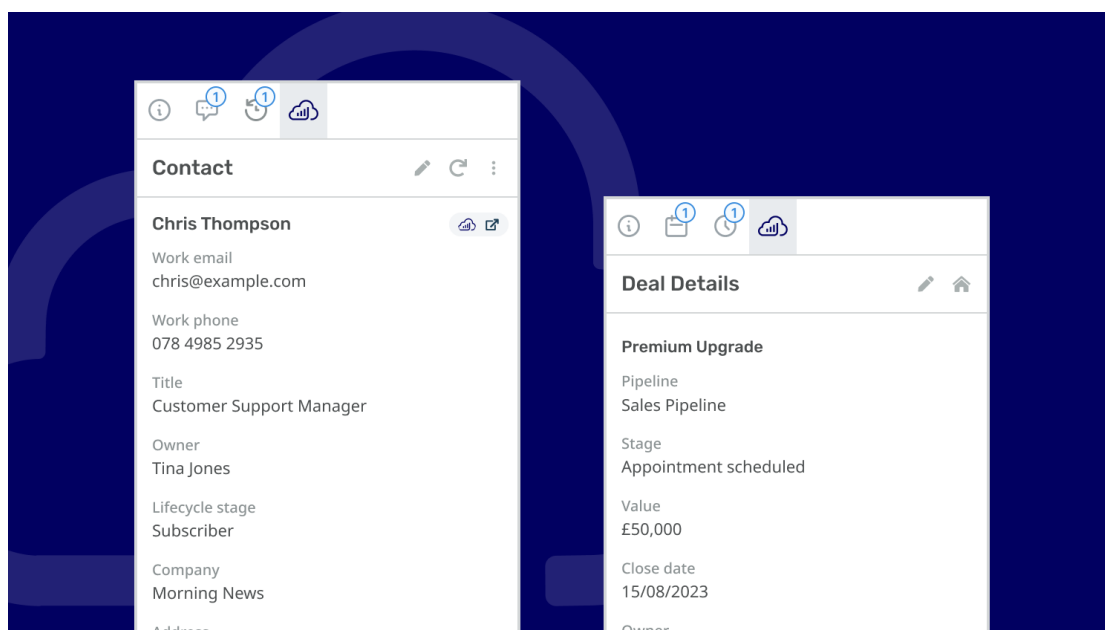 1
1
Contact
Chris Thompson
Work email
chris@example.com
Work phone
078 4985 2935
Title
Customer Support Manager
Owner
Tina Jones
Lifecycle stage
Subscriber
Company
Morning News
Address
1
1
Deal Details
Premium Upgrade
Pipeline
Sales Pipeline
Stage
Appointment scheduled
Value
£50,000
Close date
15/08/2023
Owner